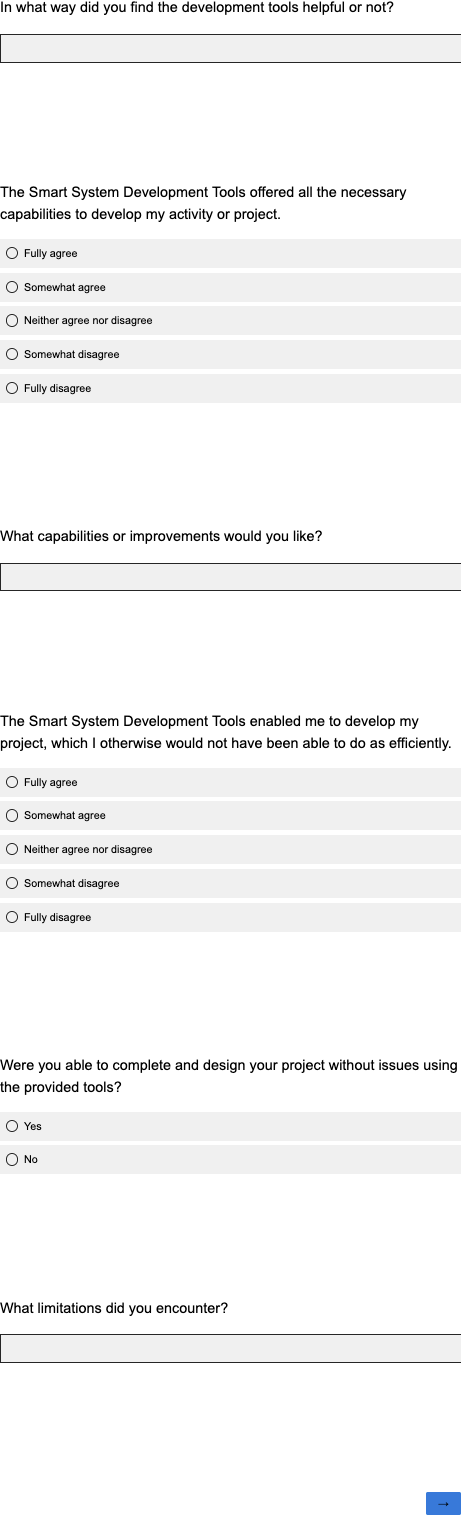 In what way did you find the development tools helpful or not?
The Smart System Development Tools offered all the necessary
capabilities to develop my activity or project.
Fully agree
Somewhat agree
Neither agree nor disagree
Somewhat disagree
Fully disagree
What capabilities or improvements would you like?
The Smart System Development Tools enabled me to develop my
project, which I otherwise would not have been able to do as efficiently.
Fully agree
Somewhat agree
Neither agree nor disagree
Somewhat disagree
Fully disagree
Were you able to complete and design your project without issues using
the provided tools?
Yes
No
What limitations did you encounter?
→